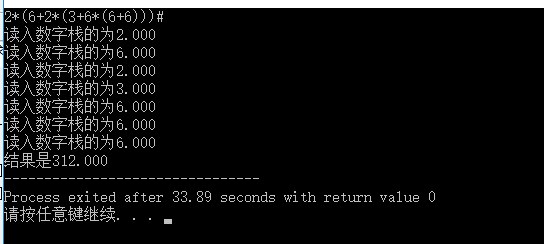 2*(6+2*(3+6*(6+6)))#
读入数字栈的为2.000
读入数字栈的为6.000
读入数字栈的为2.000
读入数字栈的为3.000
读入数字栈的为6.000
读入数字栈的为6.000
读入数字栈的为6.000
结果是312.000
--------------------------------
Process exited after 33.89 seconds with return value 0
请按任意键继续. . .